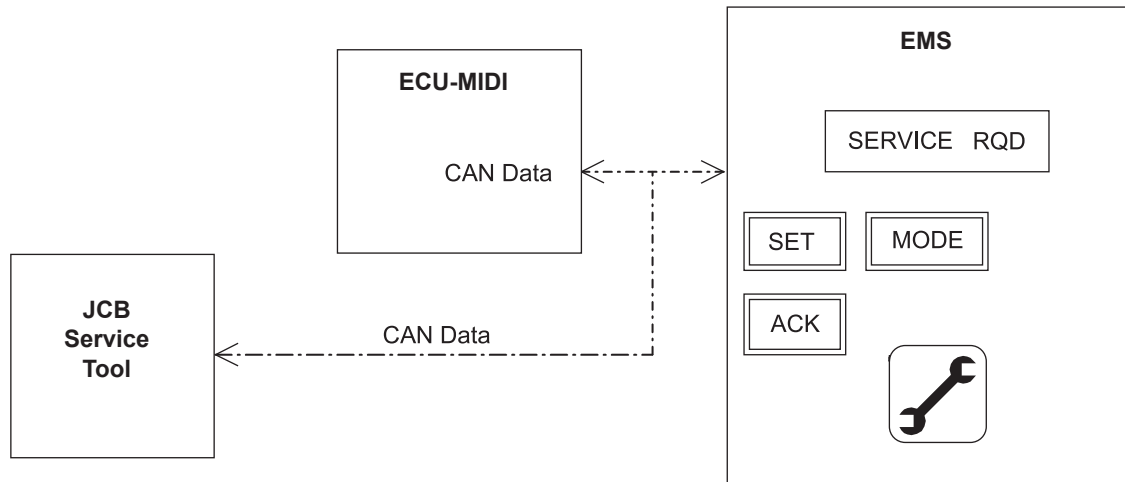 EMS
ECU-MIDI
SERVICE RQD
CAN Data
SET MODE
JCB
Service
Tool
CAN Data
ACK